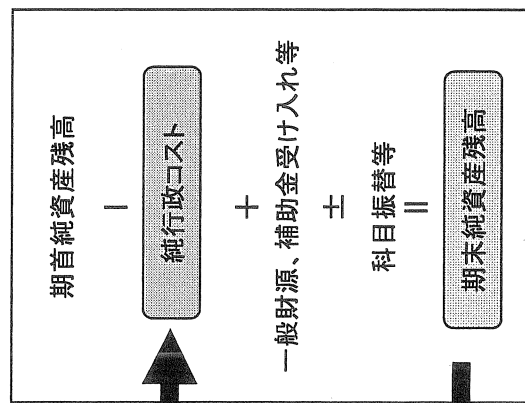 期首純資産残高
－
純行政コスト
＋
一般財源、補助金受け入れ等
±
科目振替等
＝
期末純資産残高